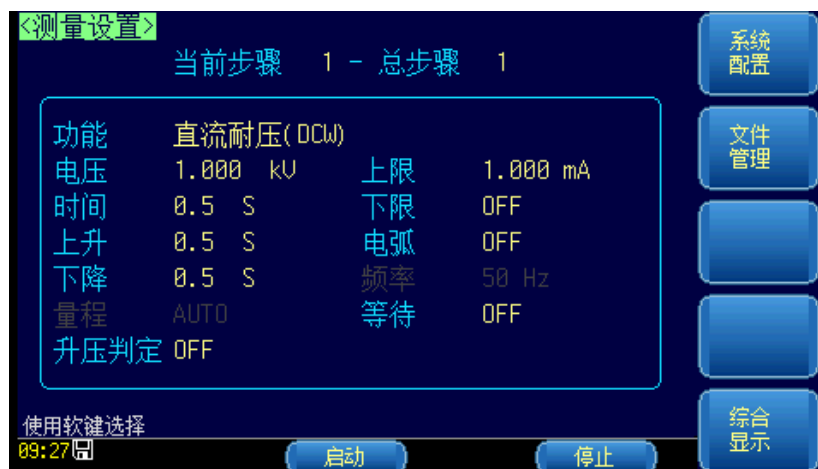 <测量设置>
当前步骤 1 - 总步骤 1
功能 直流耐压(DCW)
电压 1.000 kV 上限 1.000 mA
时间 0.5 S 下限 OFF
上升 0.5 S 电弧 OFF
下降 0.5 S 频率 50 Hz
量程 AUTO 等待 OFF
升压判定 OFF
使用软键选择
09:27
启动 停止
系统
配置
文件
管理
综合
显示